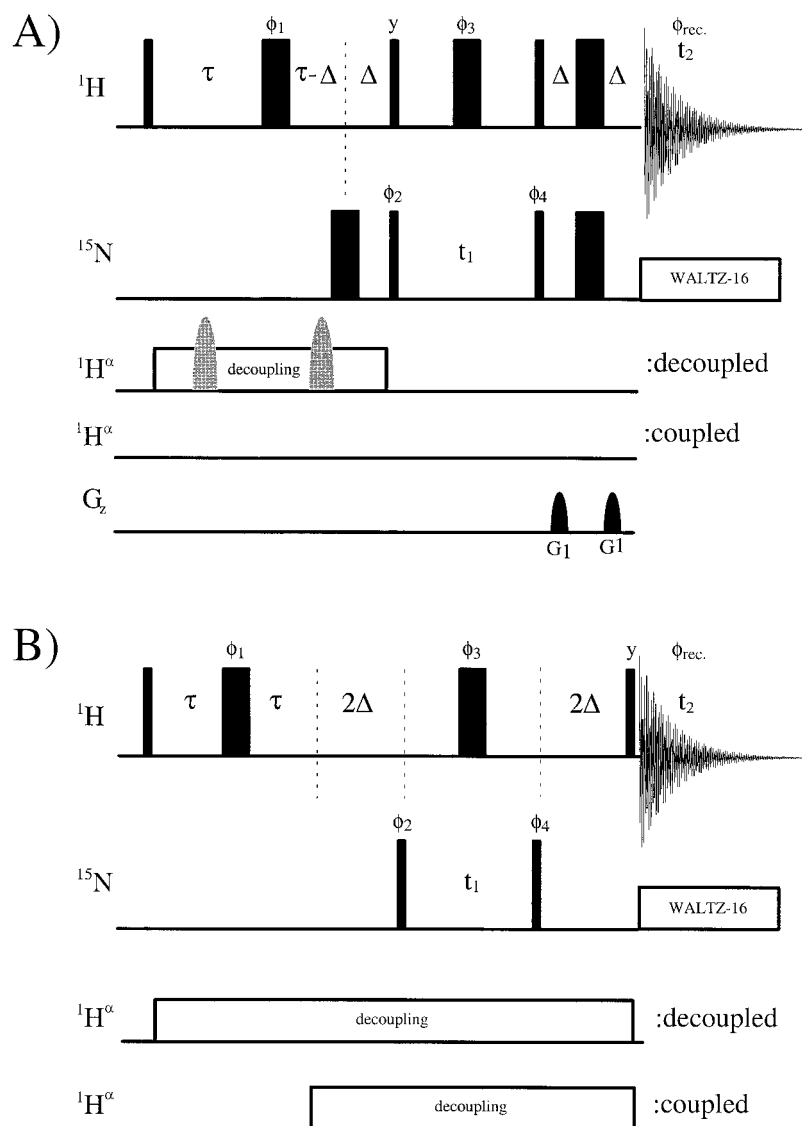 A)
ϕ1 y ϕ3 ϕrec.
t2
¹H τ τ-Δ Δ Δ Δ
ϕ2 ϕ4
¹⁵N t1
WALTZ-16
¹Hα decoupling :decoupled
¹Hα :coupled
Gz
G1 G1
B)
ϕ1 ϕ3 y ϕrec.
¹H τ τ 2Δ 2Δ t2
ϕ2 ϕ4
¹⁵N t1
WALTZ-16
¹Hα decoupling :decoupled
¹Hα decoupling :coupled